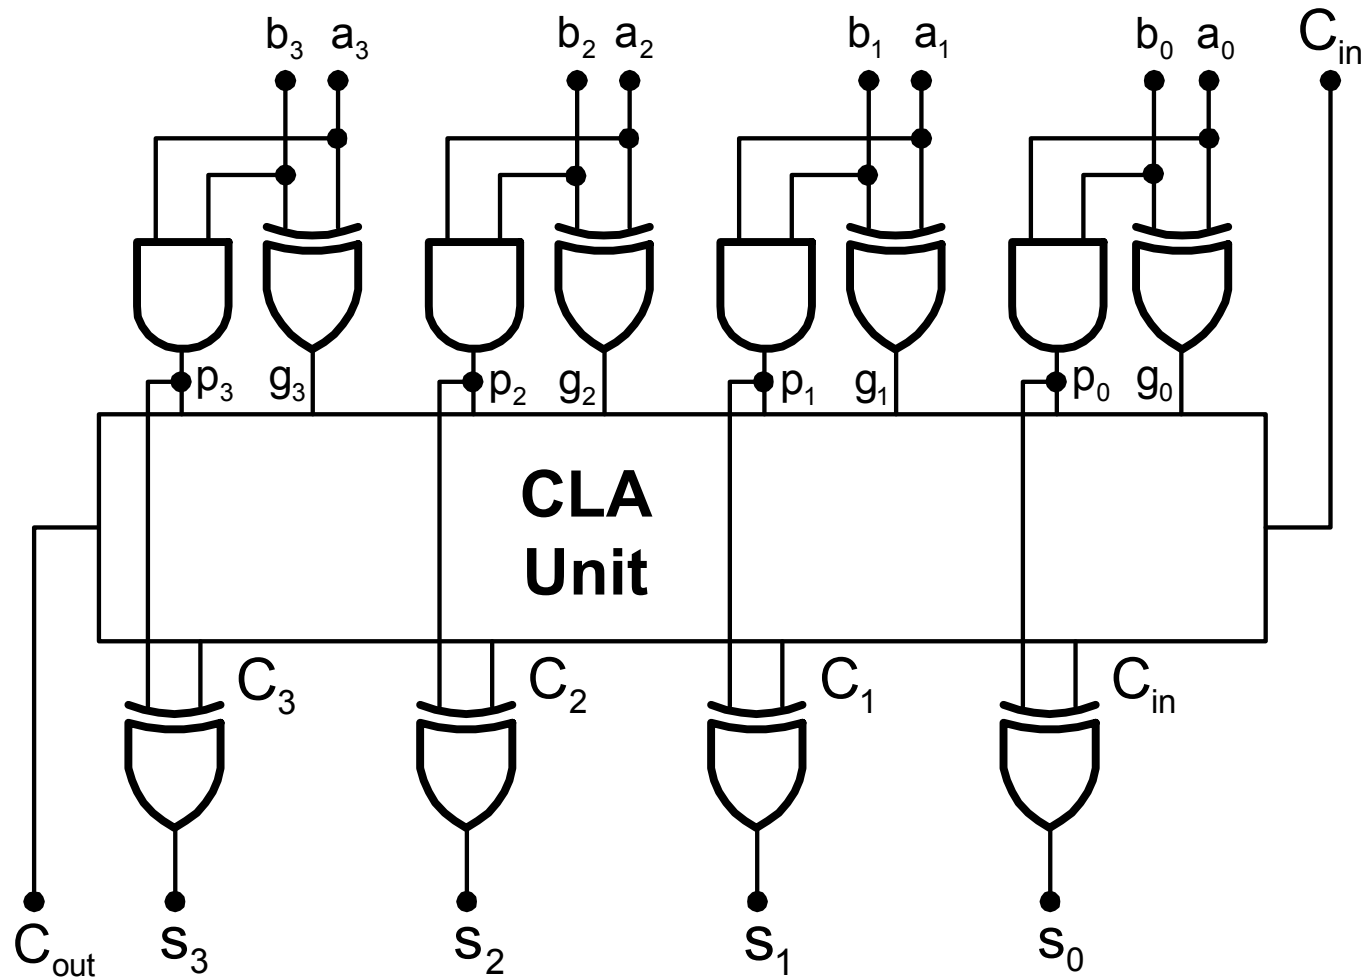 b₃ a₃ b₂ a₂ b₁ a₁ b₀ a₀ Cᵢₙ
p₃ g₃ p₂ g₂ p₁ g₁ p₀ g₀
CLA
Unit
C₃ C₂ C₁ Cᵢₙ
Cₒᵤₜ s₃ s₂ s₁ s₀